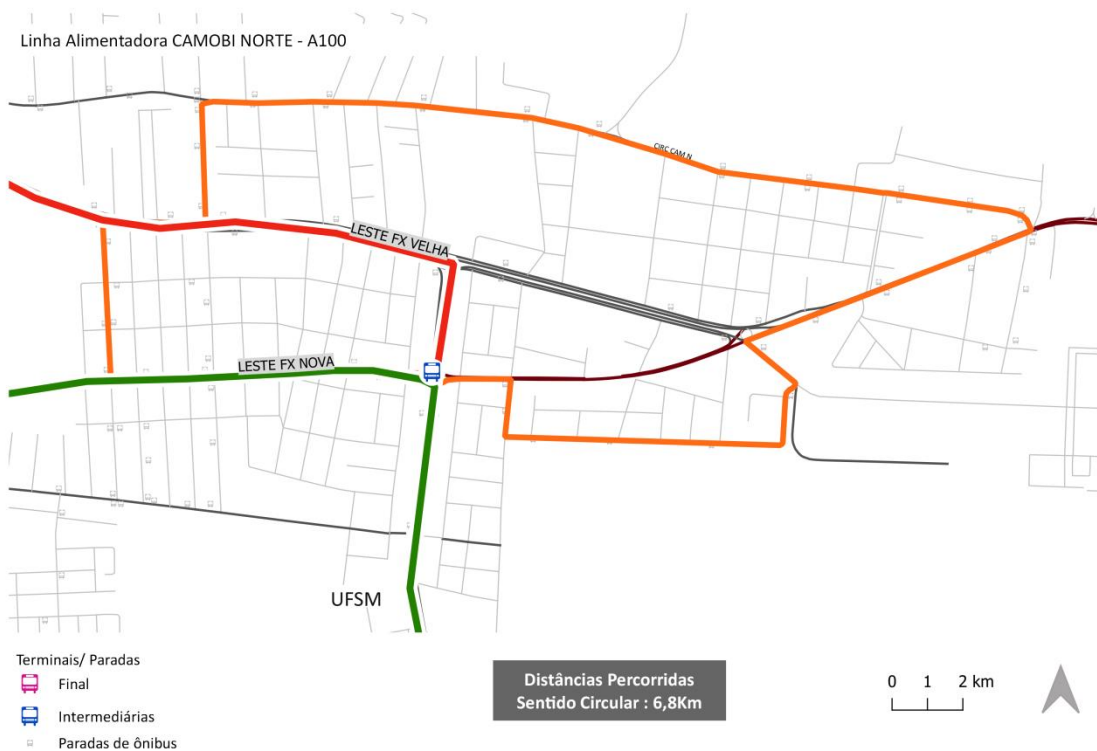 Linha Alimentadora CAMOBI NORTE - A100
CIRC CAM N
LESTE FX VELHA
LESTE FX NOVA
UFSM
Terminais/ Paradas
Final
Intermediárias
Paradas de ônibus
Distâncias Percorridas
Sentido Circular : 6,8Km
0 1 2 km